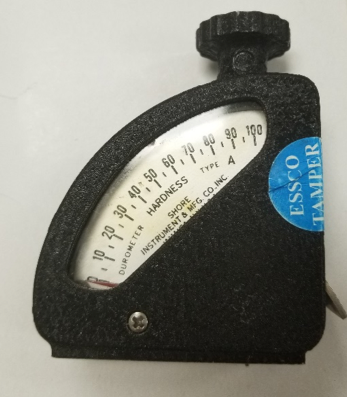 0 10 20 30 40 50 60 70 80 90 100
DUROMETER HARDNESS TYPE A
SHORE
INSTRUMENT & MFG. CO. INC
ESSCO
TAMPER